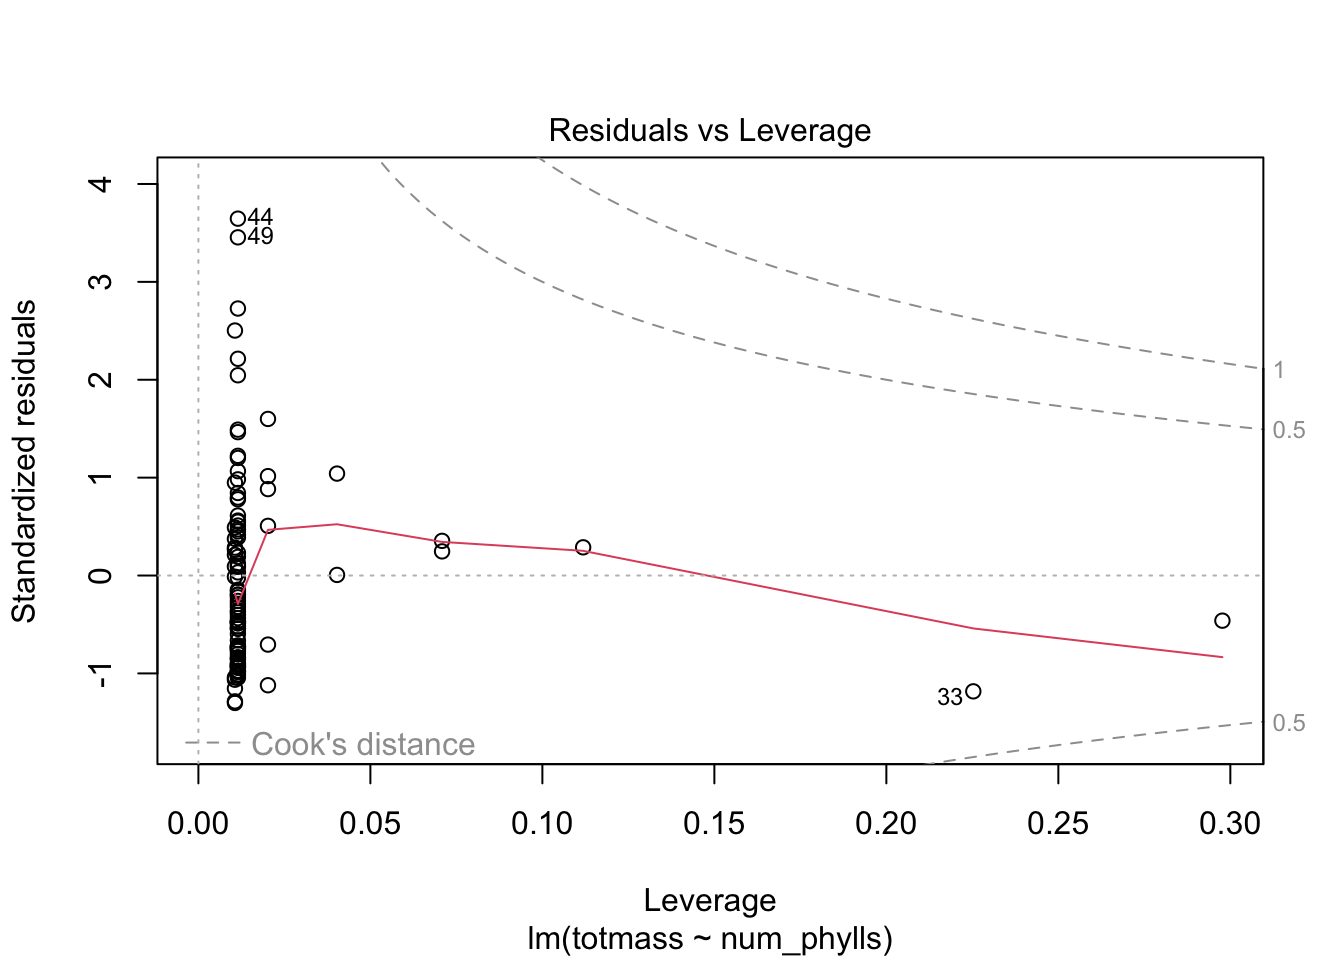 Residuals vs Leverage
Standardized residuals
4
3
2
1
0
-1
44
49
33
1
0.5
0.5
Cook's distance
0.00 0.05 0.10 0.15 0.20 0.25 0.30
Leverage
lm(totmass ~ num_phylls)